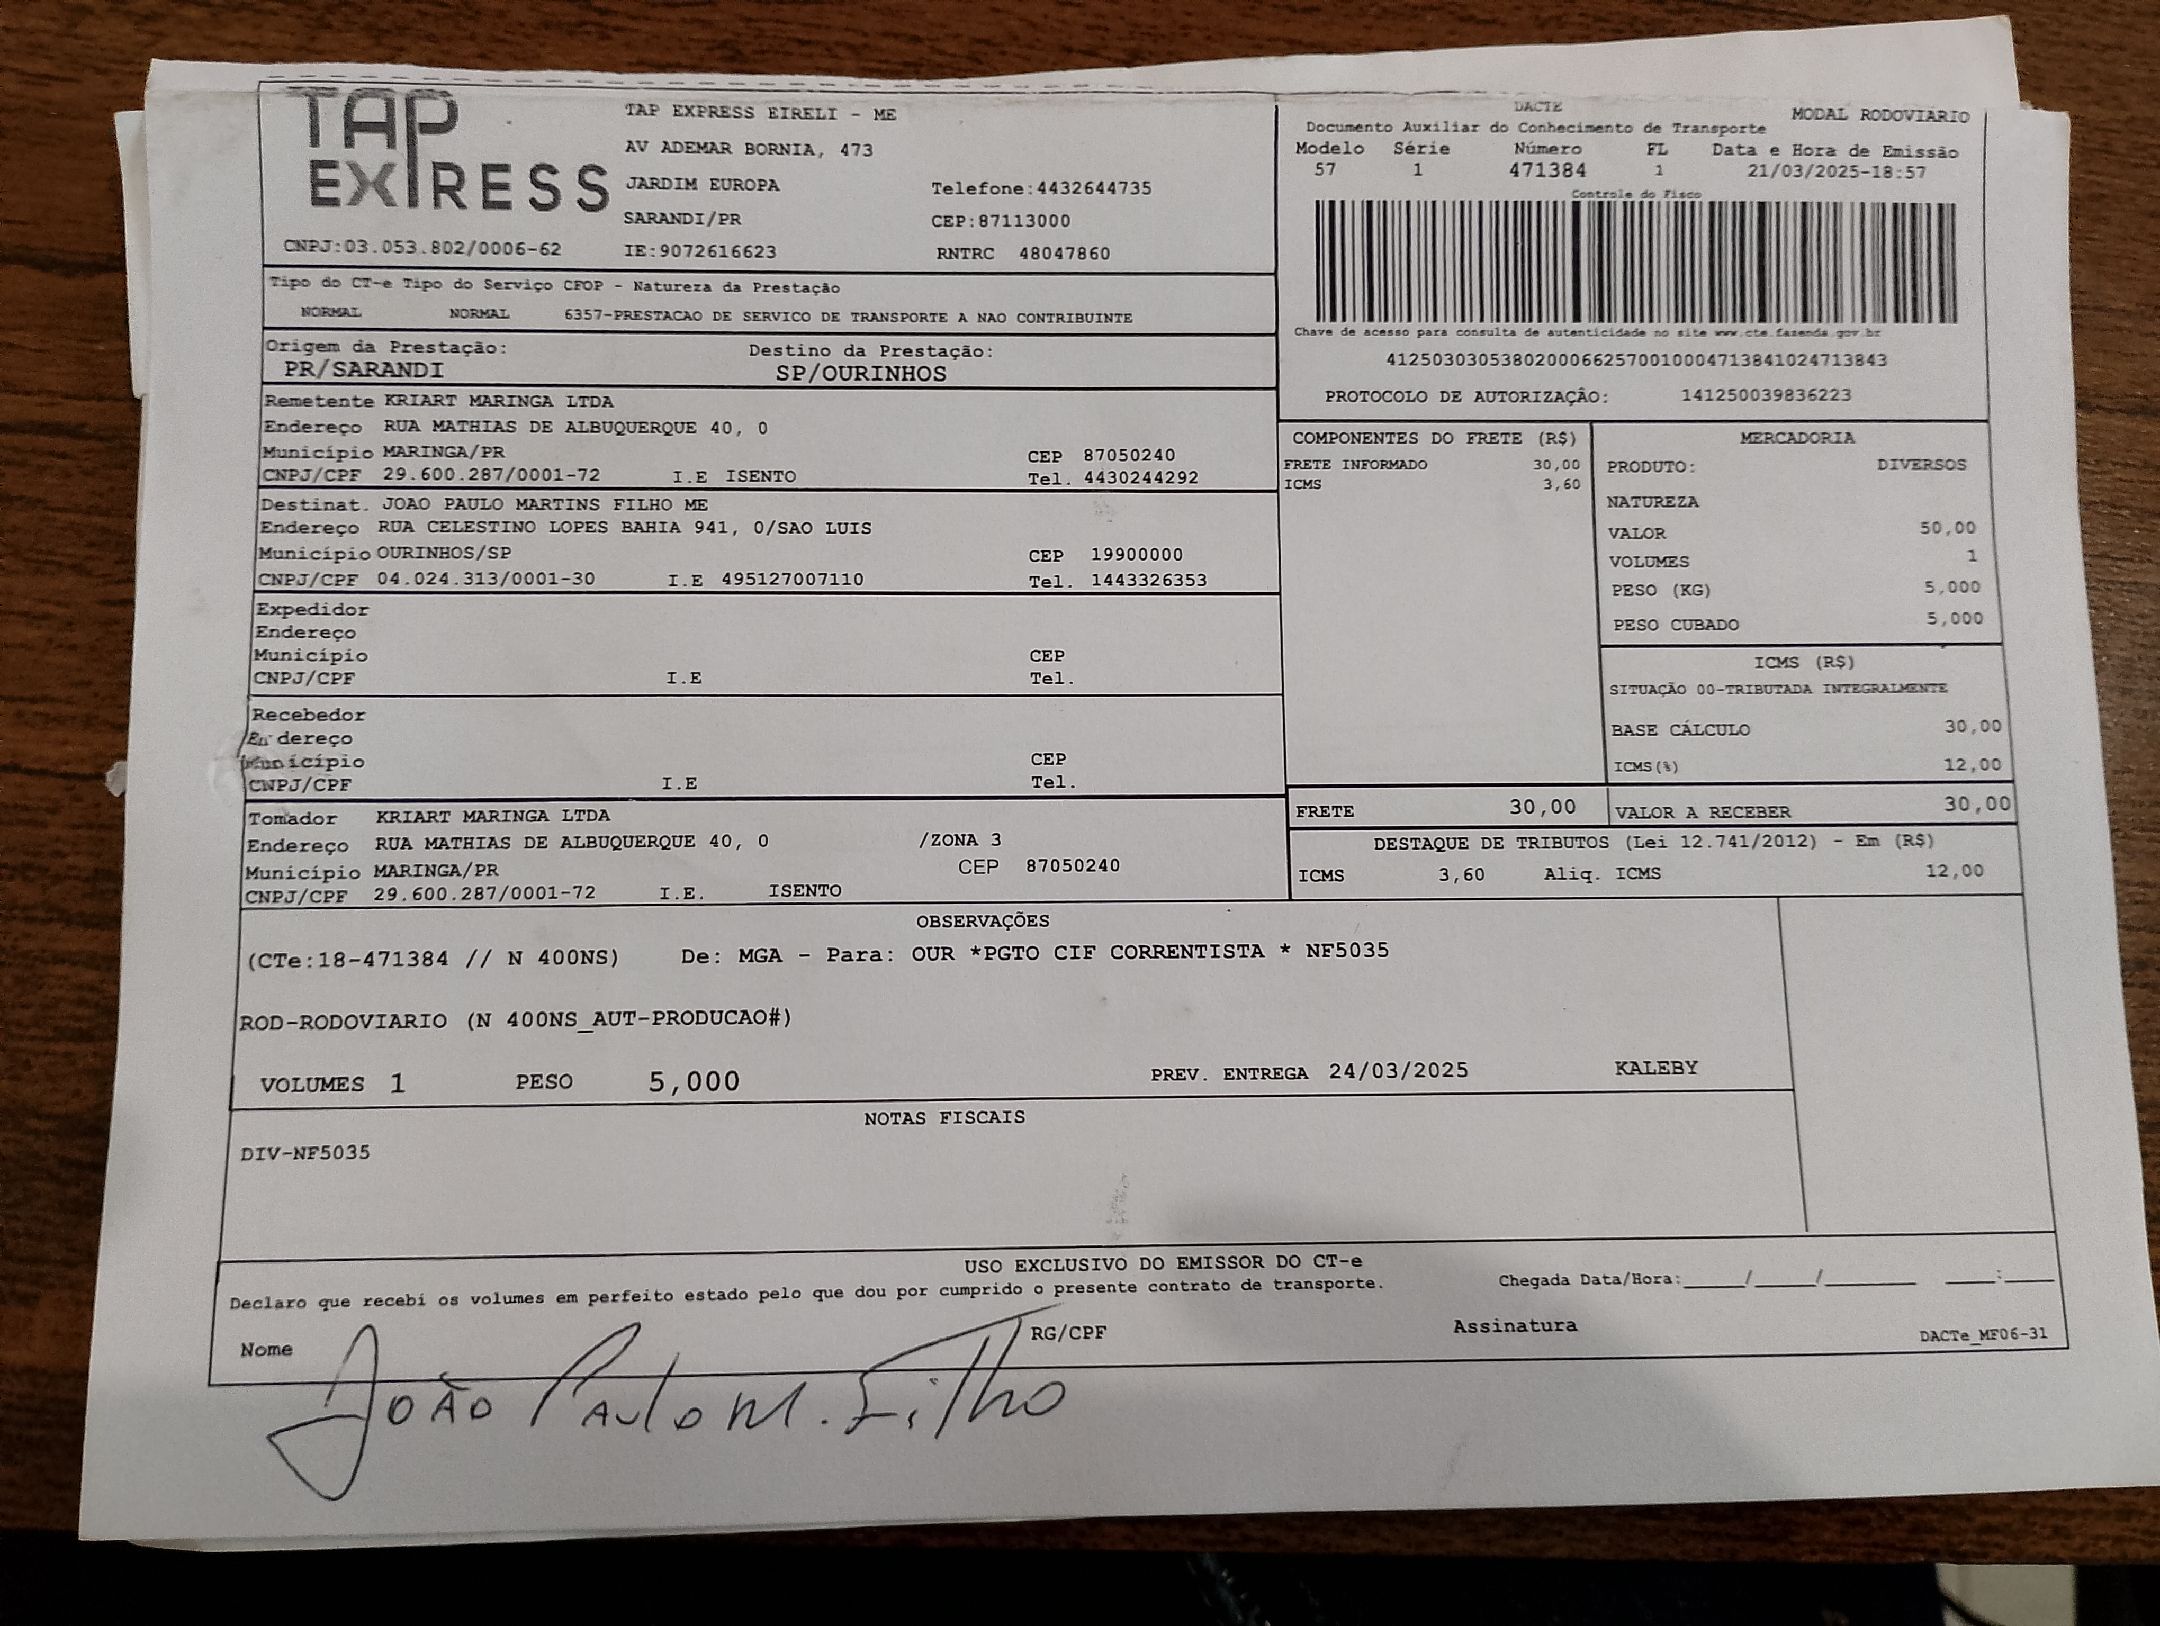 TAP EXPRESS
TAP EXPRESS EIRELI - ME
AV ADEMAR BORNIA, 473
JARDIM EUROPA Telefone:4432644735
SARANDI/PR CEP:87113000
CNPJ:03.053.802/0006-62 IE:9072616623 RNTRC 48047860
DACTE MODAL RODOVIARIO
Documento Auxiliar do Conhecimento de Transporte
Modelo Série Número FL Data e Hora de Emissão
57 1 471384 1 21/03/2025-18:57
Controle do Fisco
Chave de acesso para consulta de autenticidade no site www.cte.fazenda.gov.br
41250303053802000662570010004713841024713843
PROTOCOLO DE AUTORIZAÇÃO: 141250039836223
Tipo do CT-e Tipo do Serviço CFOP - Natureza da Prestação
NORMAL NORMAL 6357-PRESTACAO DE SERVICO DE TRANSPORTE A NAO CONTRIBUINTE
Origem da Prestação: Destino da Prestação:
PR/SARANDI SP/OURINHOS
Remetente KRIART MARINGA LTDA
Endereço RUA MATHIAS DE ALBUQUERQUE 40, 0
Município MARINGA/PR CEP 87050240
CNPJ/CPF 29.600.287/0001-72 I.E ISENTO Tel. 4430244292
Destinat. JOAO PAULO MARTINS FILHO ME
Endereço RUA CELESTINO LOPES BAHIA 941, 0/SAO LUIS
Município OURINHOS/SP CEP 19900000
CNPJ/CPF 04.024.313/0001-30 I.E 495127007110 Tel. 1443326353
Expedidor
Endereço
Município CEP
CNPJ/CPF I.E Tel.
Recebedor
Endereço
Município CEP
CNPJ/CPF I.E Tel.
Tomador KRIART MARINGA LTDA
Endereço RUA MATHIAS DE ALBUQUERQUE 40, 0 /ZONA 3
Município MARINGA/PR CEP 87050240
CNPJ/CPF 29.600.287/0001-72 I.E. ISENTO
COMPONENTES DO FRETE (R$)
FRETE INFORMADO 30,00
ICMS 3,60
MERCADORIA
PRODUTO: DIVERSOS
NATUREZA
VALOR 50,00
VOLUMES 1
PESO (KG) 5,000
PESO CUBADO 5,000
ICMS (R$)
SITUAÇÃO 00-TRIBUTADA INTEGRALMENTE
BASE CÁLCULO 30,00
ICMS(%) 12,00
FRETE 30,00 VALOR A RECEBER 30,00
DESTAQUE DE TRIBUTOS (Lei 12.741/2012) - Em (R$)
ICMS 3,60 Aliq. ICMS 12,00
OBSERVAÇÕES
(CTe:18-471384 // N 400NS) De: MGA - Para: OUR *PGTO CIF CORRENTISTA * NF5035
ROD-RODOVIARIO (N 400NS_AUT-PRODUCAO#)
VOLUMES 1 PESO 5,000 PREV. ENTREGA 24/03/2025 KALEBY
NOTAS FISCAIS
DIV-NF5035
USO EXCLUSIVO DO EMISSOR DO CT-e
Declaro que recebi os volumes em perfeito estado pelo que dou por cumprido o presente contrato de transporte. Chegada Data/Hora:_____/_____/_______ ____:____
Nome RG/CPF Assinatura DACTe_MF06-31
João Paulo M. Filho